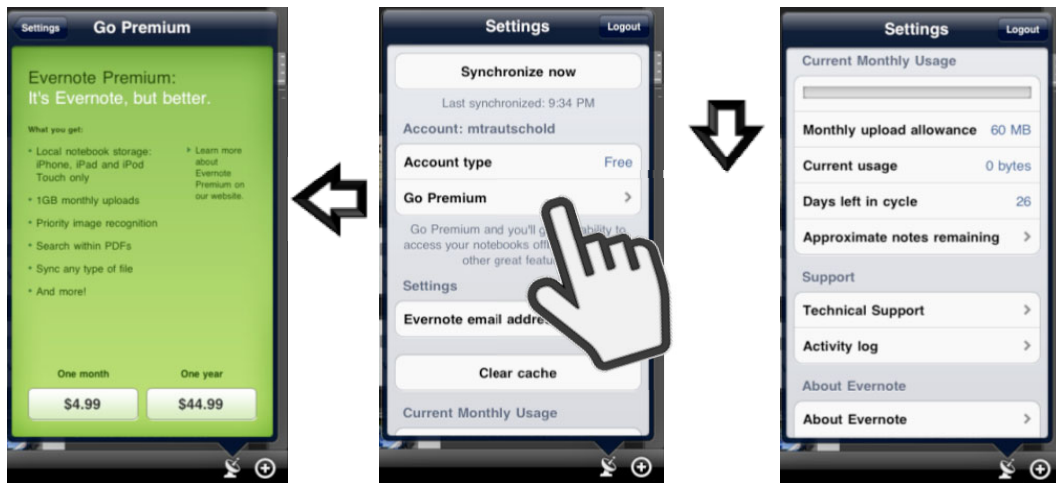 Settings
Go Premium
Evernote Premium:
It's Evernote, but better.
What you get:
• Local notebook storage:
iPhone, iPad and iPod
Touch only
• 1GB monthly uploads
• Priority image recognition
• Search within PDFs
• Sync any type of file
• And more!
Learn more
about
Evernote
Premium on
our website.
One month
One year
$4.99
$44.99
Settings
Logout
Synchronize now
Last synchronized: 9:34 PM
Account: mtrautschold
Account type
Free
Go Premium
Go Premium and you'll ability to
access your notebooks
other great
Settings
Evernote email
Clear cache
Current Monthly Usage
Settings
Logout
Current Monthly Usage
Monthly upload allowance 60 MB
Current usage 0 bytes
Days left in cycle 26
Approximate notes remaining
Support
Technical Support
Activity log
About Evernote
About Evernote